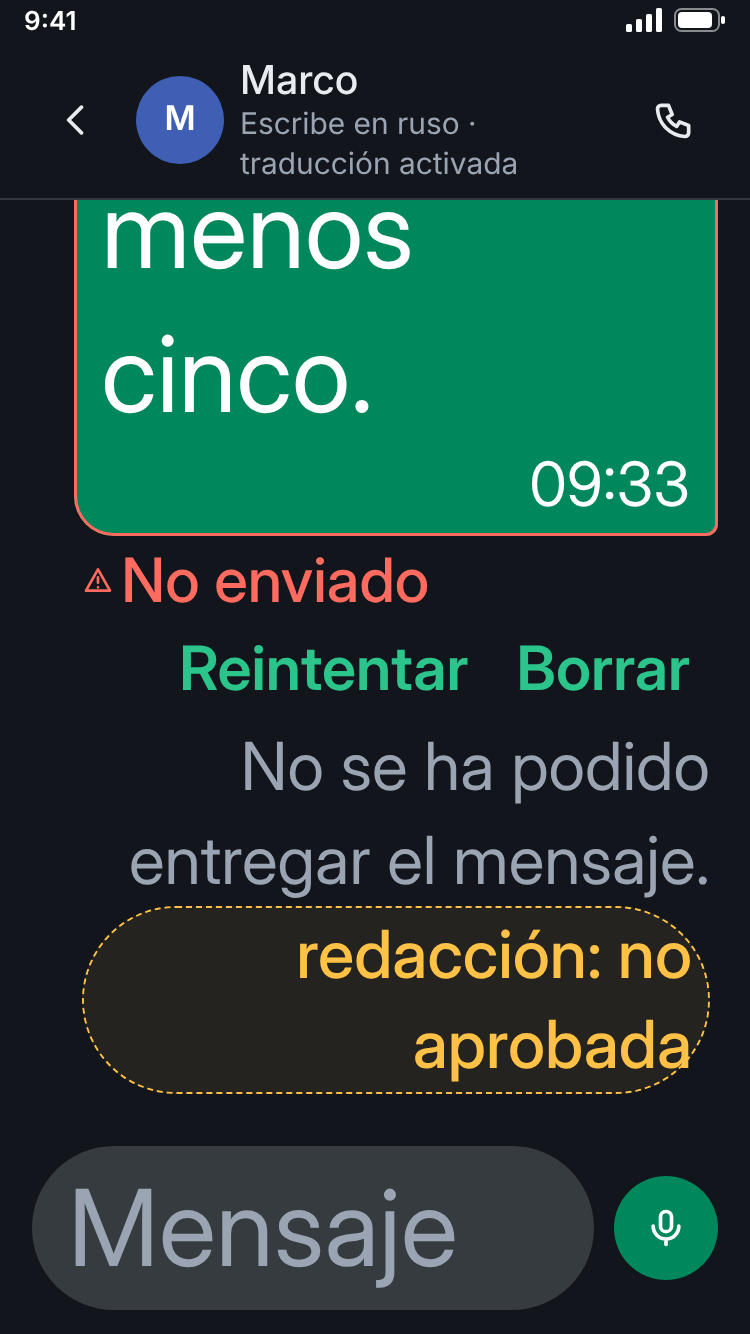 9:41
M
Marco
Escribe en ruso ·
traducción activada
menos
cinco.
09:33
No enviado
Reintentar Borrar
No se ha podido
entregar el mensaje.
redacción: no
aprobada
Mensaje